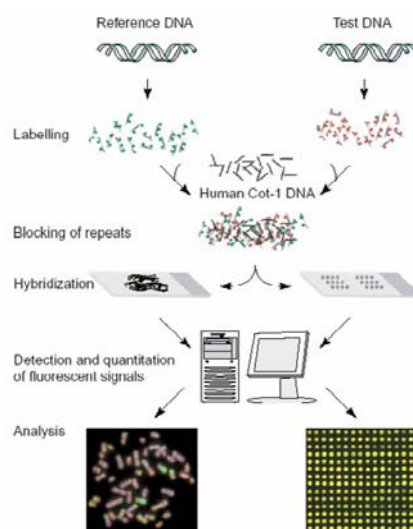 Reference DNA
Test DNA
Labelling
Human Cot-1 DNA
Blocking of repeats
Hybridization
Detection and quantitation
of fluorescent signals
Analysis